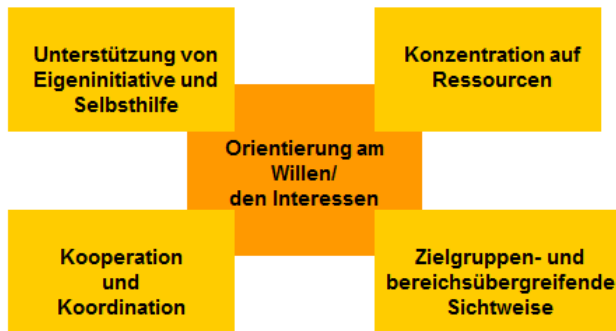 Unterstützung von
Eigeninitiative und
Selbsthilfe
Konzentration auf
Ressourcen
Orientierung am
Willen/
den Interessen
Kooperation
und
Koordination
Zielgruppen- und
bereichsübergreifende
Sichtweise